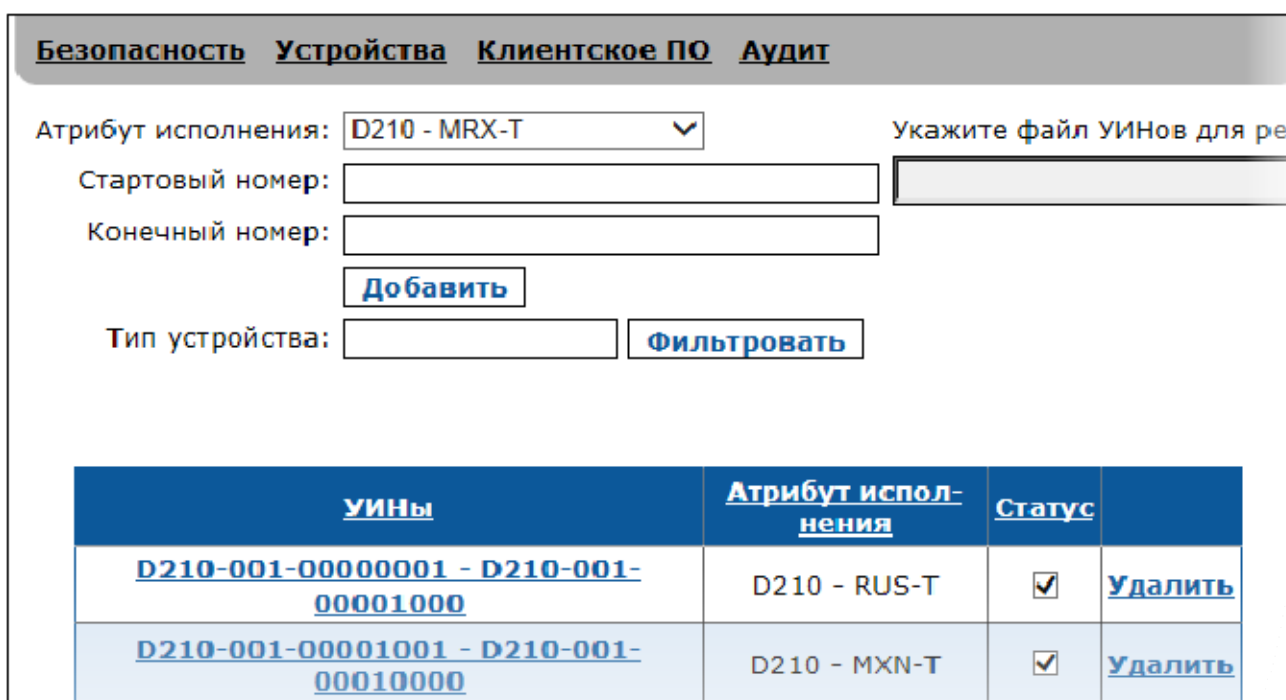 Безопасность Устройства Клиентское ПО Аудит
Атрибут исполнения: D210 - MRX-T Укажите файл УИНов для ре
Стартовый номер:
Конечный номер:
Добавить
Тип устройства: Фильтровать
УИНы Атрибут испол-
нения Статус
D210-001-00000001 - D210-001-
00001000 D210 - RUS-T Удалить
D210-001-00001001 - D210-001-
00010000 D210 - MXN-T Удалить